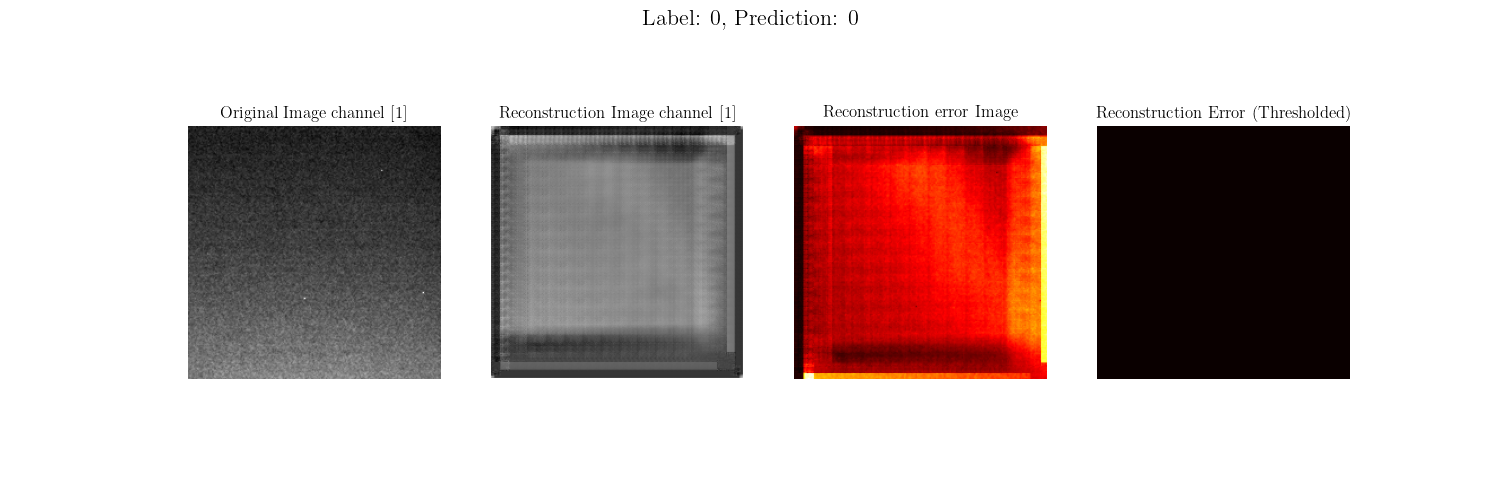 Label: 0, Prediction: 0
Original Image channel [1]
Reconstruction Image channel [1]
Reconstruction error Image
Reconstruction Error (Thresholded)